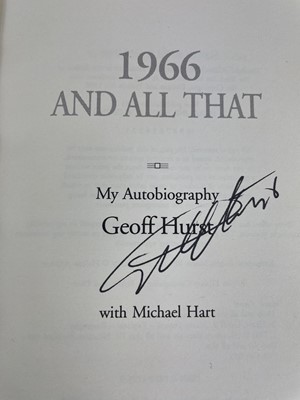 1966
AND ALL THAT
My Autobiography
Geoff Hurst
with Michael Hart